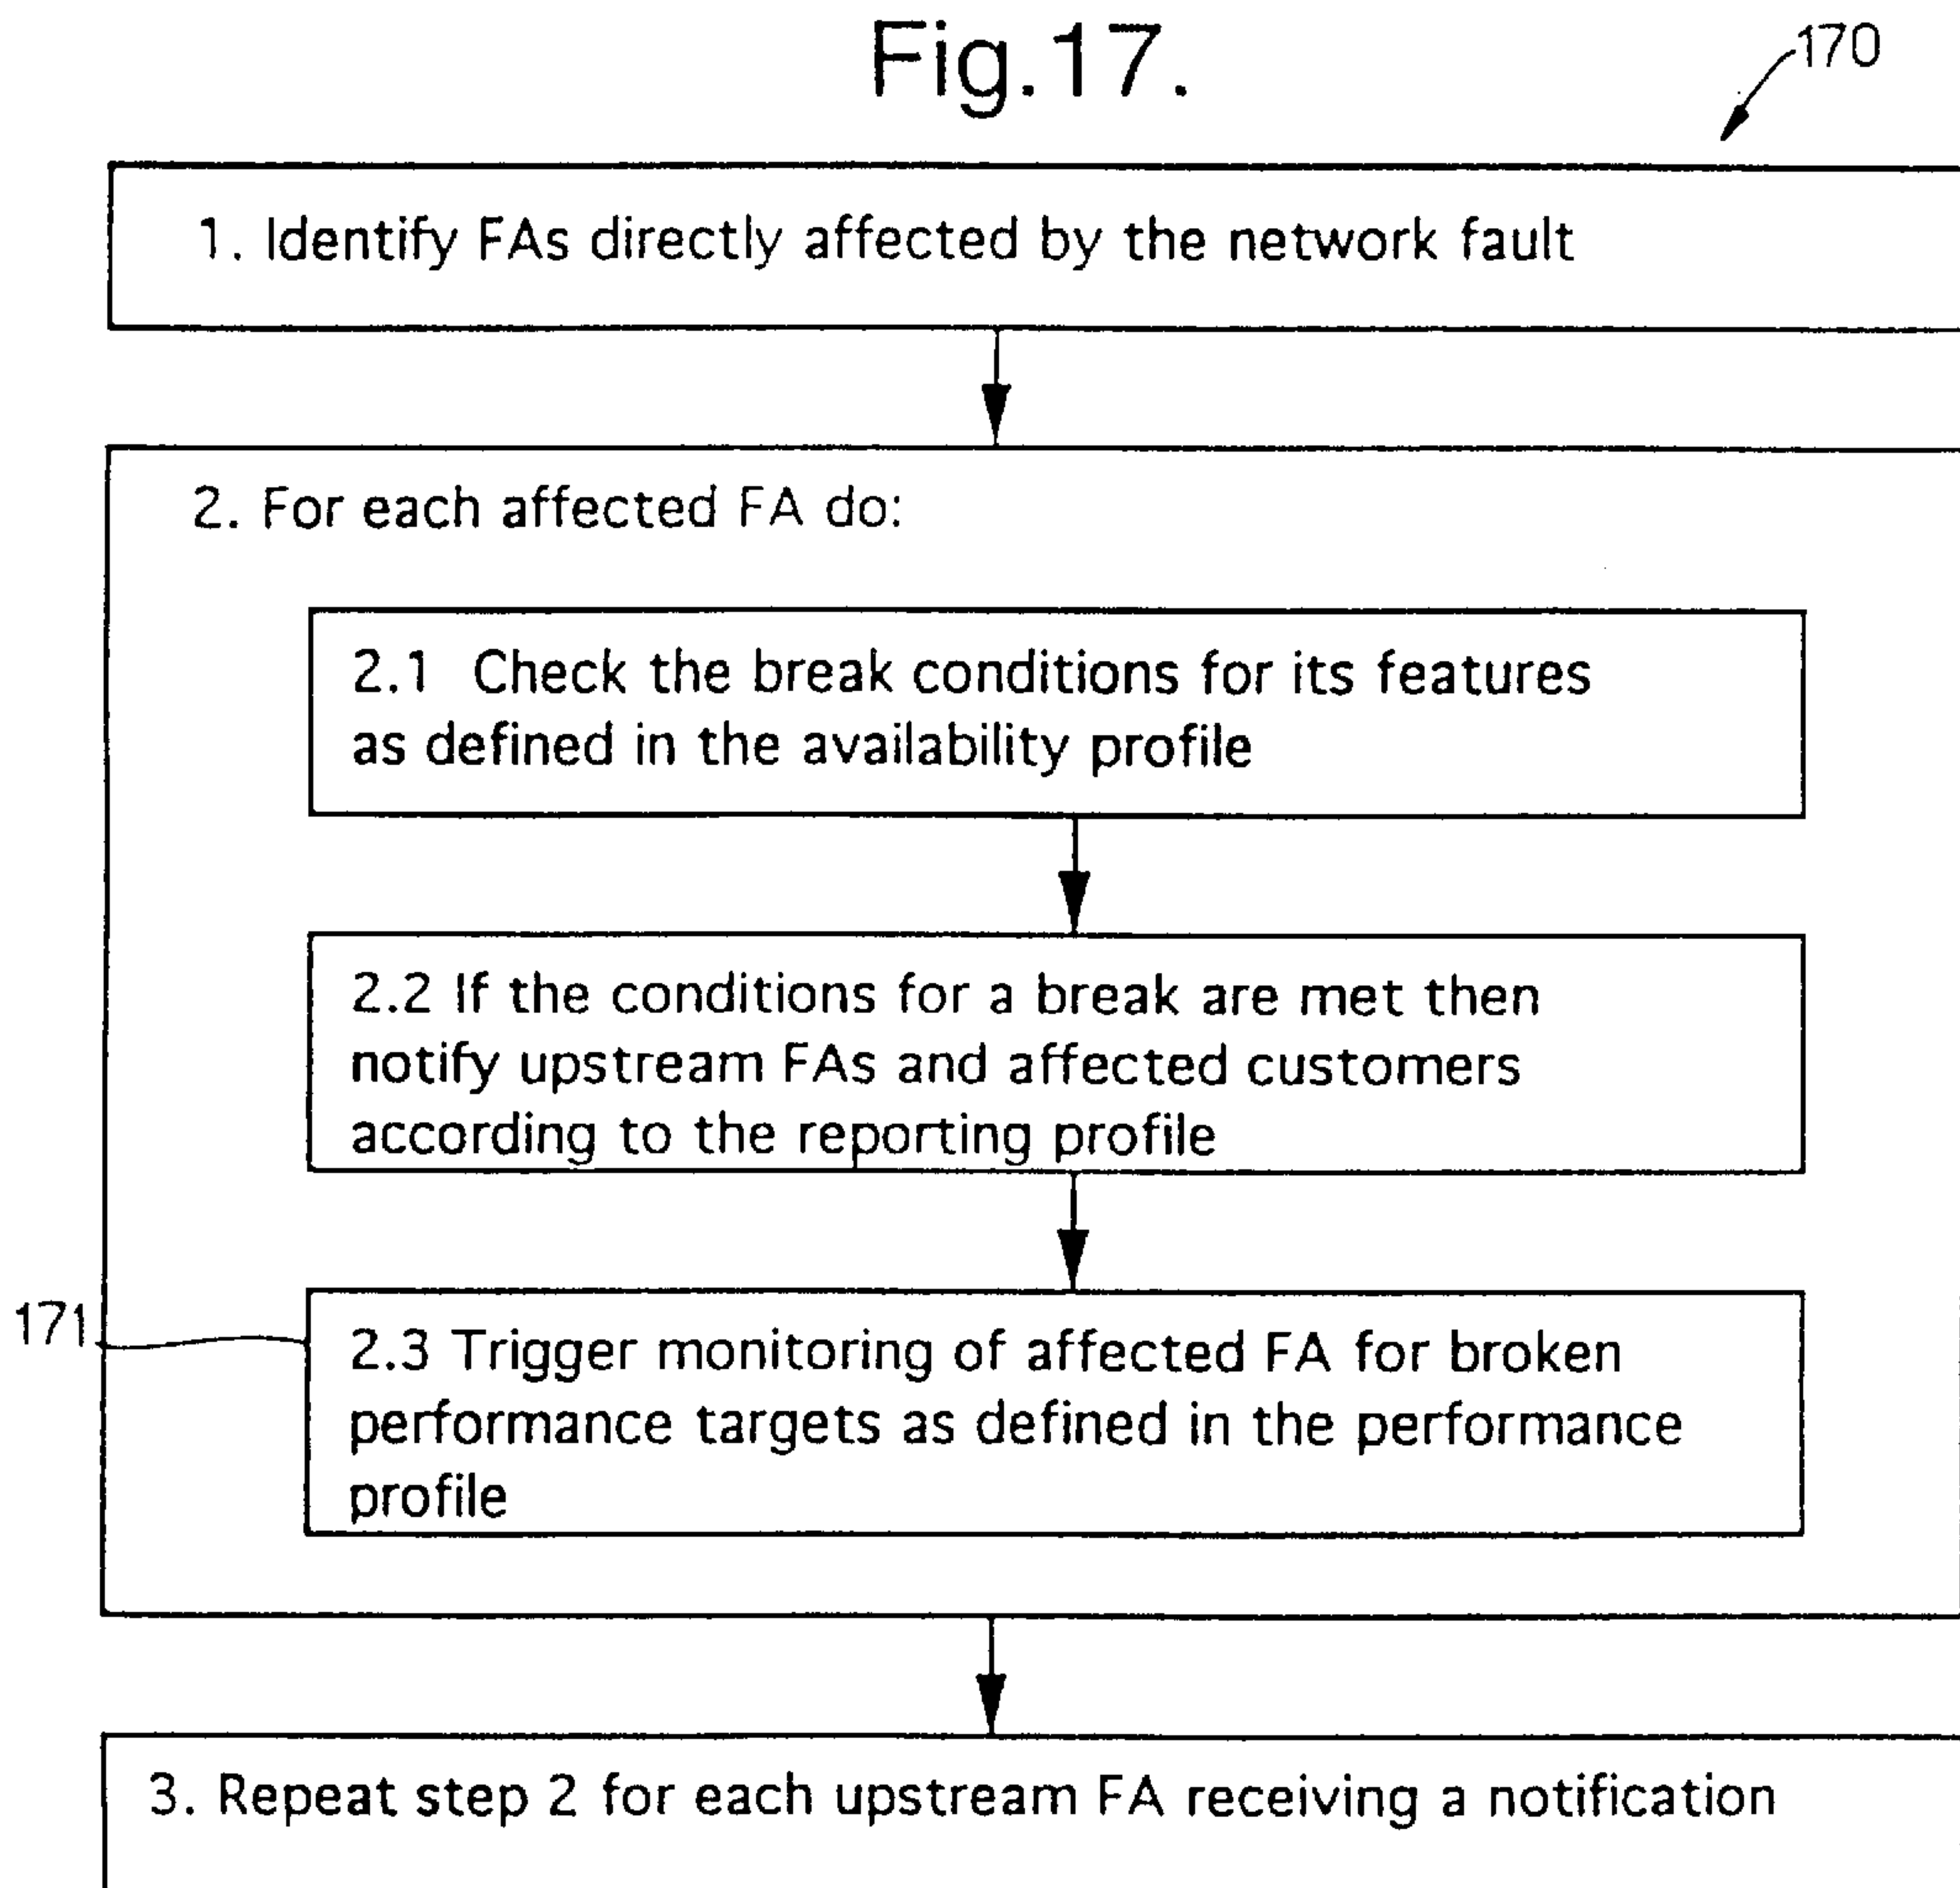 Fig.17.
170
1. Identify FAs directly affected by the network fault
2. For each affected FA do:
2.1 Check the break conditions for its features
as defined in the availability profile
2.2 If the conditions for a break are met then
notify upstream FAs and affected customers
according to the reporting profile
171
2.3 Trigger monitoring of affected FA for broken
performance targets as defined in the performance
profile
3. Repeat step 2 for each upstream FA receiving a notification